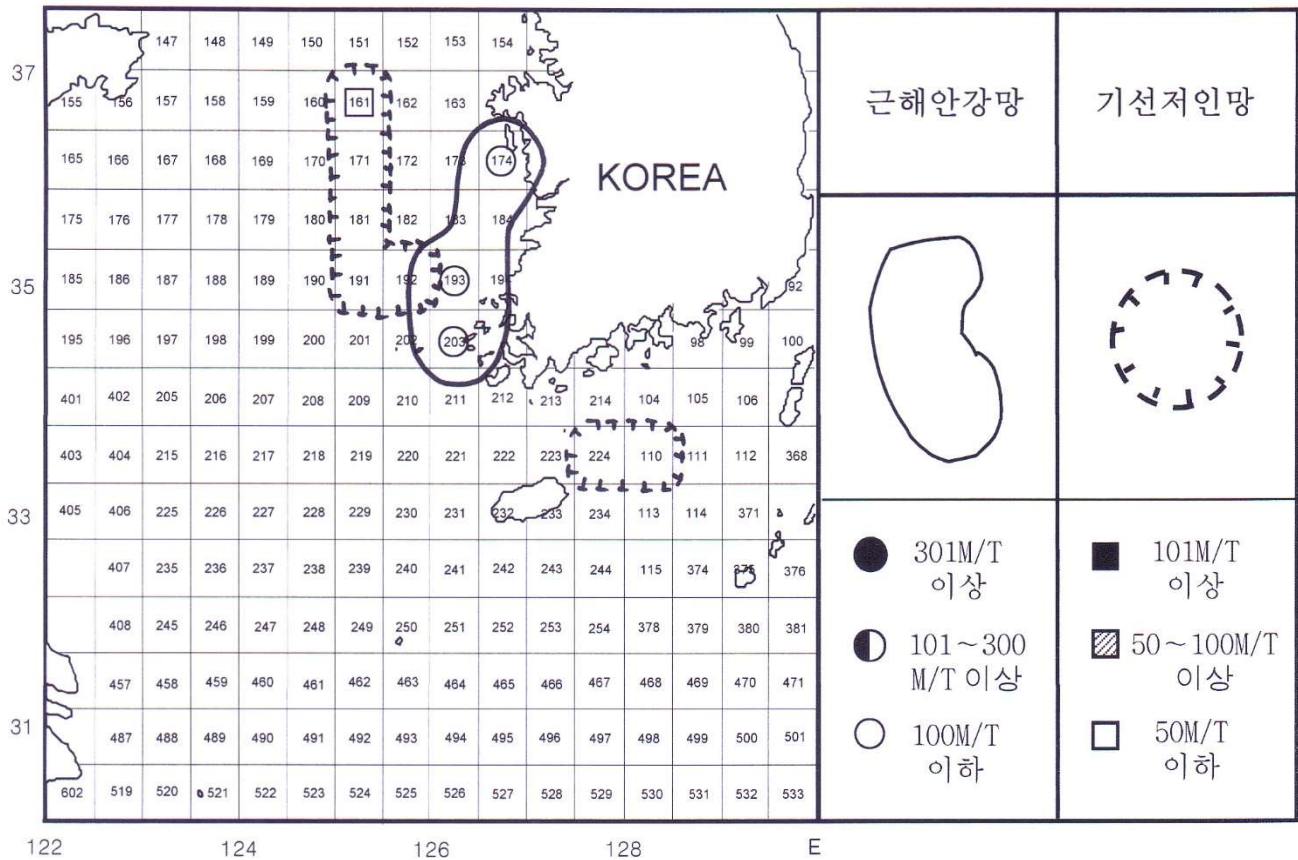 147 148 149 150 151 152 153 154
37
155 156 157 158 159 160 161 162 163
165 166 167 168 169 170 171 172 173 174
KOREA
175 176 177 178 179 180 181 182 183 184
35
185 186 187 188 189 190 191 192 193 194 92
195 196 197 198 199 200 201 202 203 98 99 100
401 402 205 206 207 208 209 210 211 212 213 214 104 105 106
403 404 215 216 217 218 219 220 221 222 223 224 110 111 112 368
33
405 406 225 226 227 228 229 230 231 232 233 234 113 114 371
407 235 236 237 238 239 240 241 242 243 244 115 374 375 376
408 245 246 247 248 249 250 251 252 253 254 378 379 380 381
457 458 459 460 461 462 463 464 465 466 467 468 469 470 471
31
487 488 489 490 491 492 493 494 495 496 497 498 499 500 501
602 519 520 521 522 523 524 525 526 527 528 529 530 531 532 533
122 124 126 128 E
근해안강망
기선저인망
301M/T
이상
101~300
M/T 이상
100M/T
이하
101M/T
이상
50~100M/T
이상
50M/T
이하